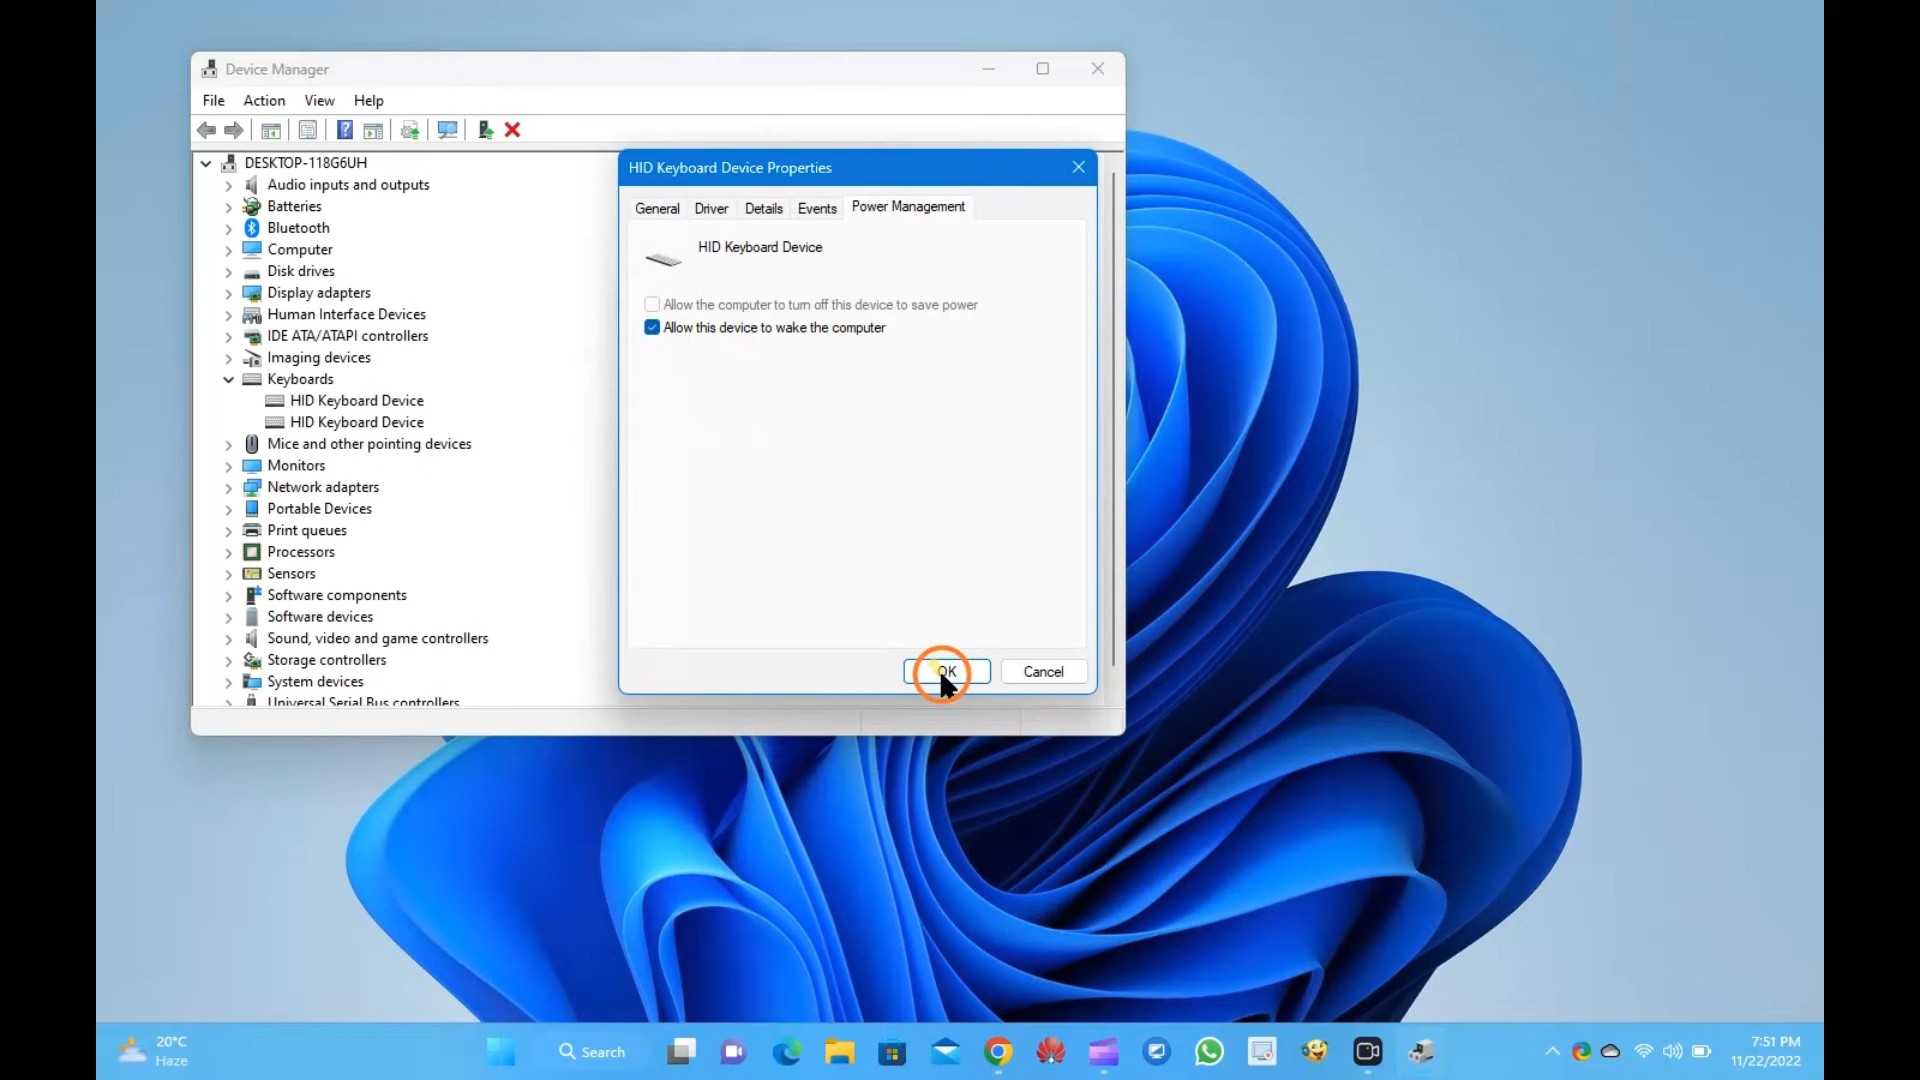 Device Manager
File Action View Help
DESKTOP-118G6UH
Audio inputs and outputs
Batteries
Bluetooth
Computer
Disk drives
Display adapters
Human Interface Devices
IDE ATA/ATAPI controllers
Imaging devices
Keyboards
HID Keyboard Device
HID Keyboard Device
Mice and other pointing devices
Monitors
Network adapters
Portable Devices
Print queues
Processors
Sensors
Software components
Software devices
Sound, video and game controllers
Storage controllers
System devices
Universal Serial Bus controllers
HID Keyboard Device Properties
General Driver Details Events Power Management
HID Keyboard Device
Allow the computer to turn off this device to save power
Allow this device to wake the computer
OK Cancel
20°C
Haze
Search
7:51 PM
11/22/2022